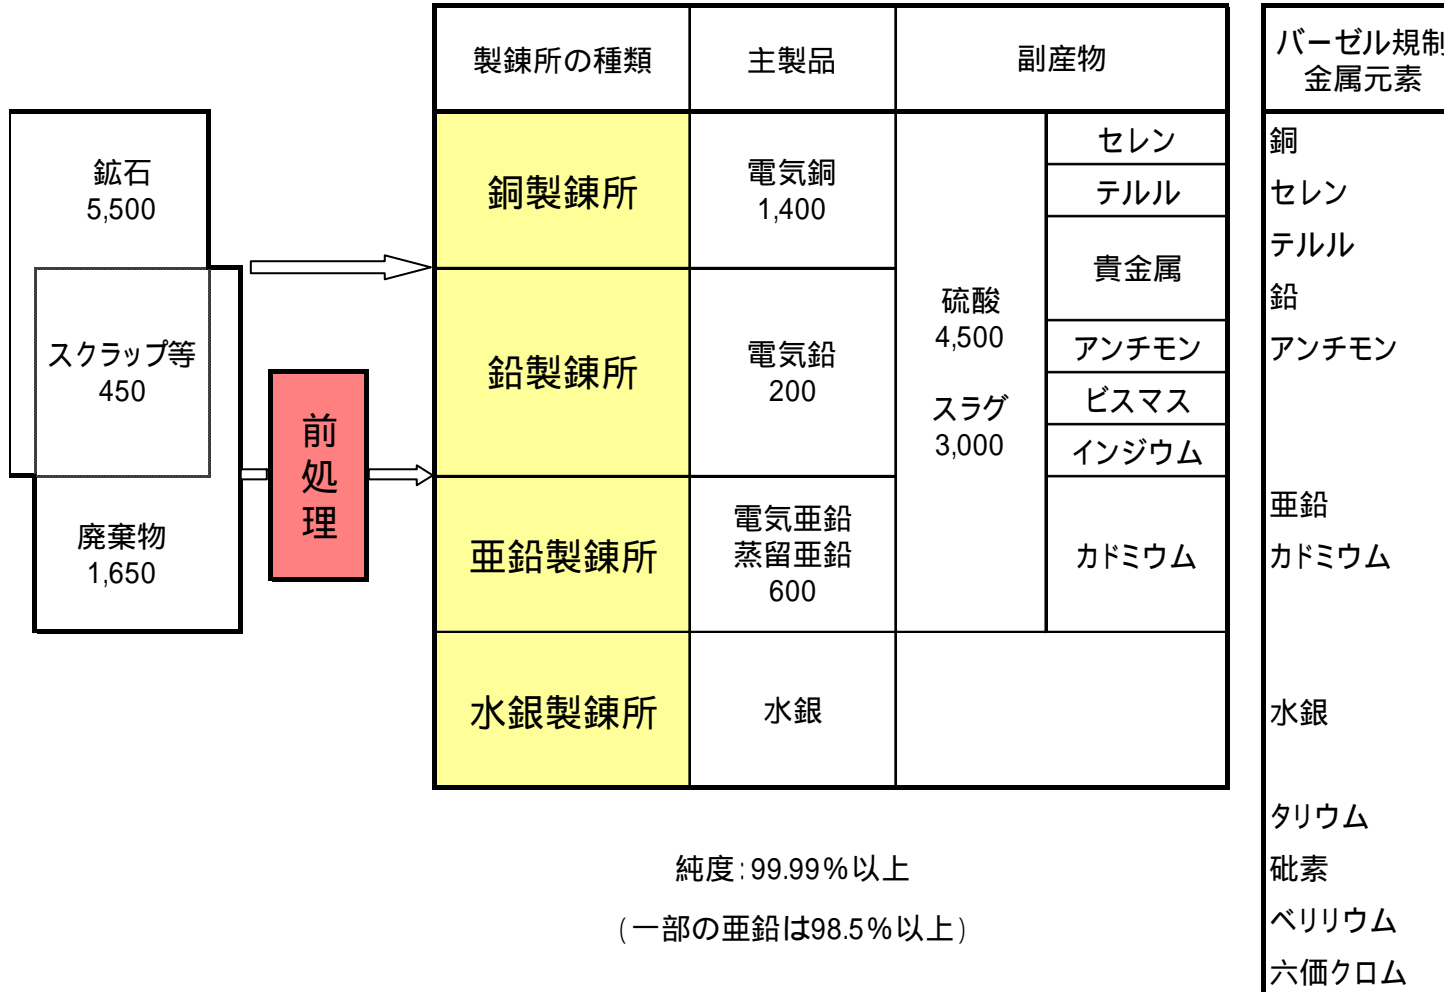 製錬所の種類
主製品
副産物
バーゼル規制
金属元素
鉱石
5,500
スクラップ等
450
廃棄物
1,650
前
処
理
銅製錬所
電気銅
1,400
鉛製錬所
電気鉛
200
亜鉛製錬所
電気亜鉛
蒸留亜鉛
600
水銀製錬所
水銀
硫酸
4,500
スラグ
3,000
セレン
テルル
貴金属
アンチモン
ビスマス
インジウム
カドミウム
銅
セレン
テルル
鉛
アンチモン
亜鉛
カドミウム
水銀
タリウム
砒素
ベリリウム
六価クロム
純度:99.99%以上
(一部の亜鉛は98.5%以上)